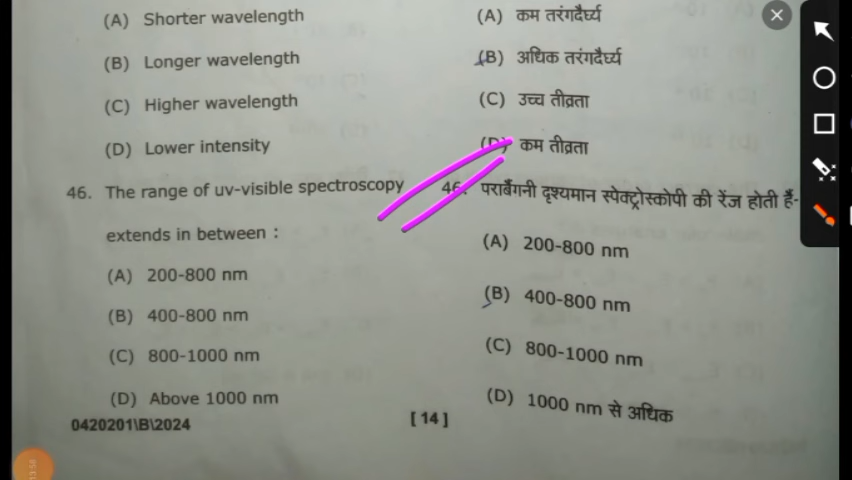 (A) Shorter wavelength
(B) Longer wavelength
(C) Higher wavelength
(D) Lower intensity
46. The range of uv-visible spectroscopy
extends in between :
(A) 200-800 nm
(B) 400-800 nm
(C) 800-1000 nm
(D) Above 1000 nm
0420201\B\2024
[ 14 ]
(A) कम तरंगदैर्घ्य
(B) अधिक तरंगदैर्घ्य
(C) उच्च तीव्रता
(D) कम तीव्रता
46. पराबैंगनी दृश्यमान स्पेक्ट्रोस्कोपी की रेंज होती हैं-
(A) 200-800 nm
(B) 400-800 nm
(C) 800-1000 nm
(D) 1000 nm से अधिक